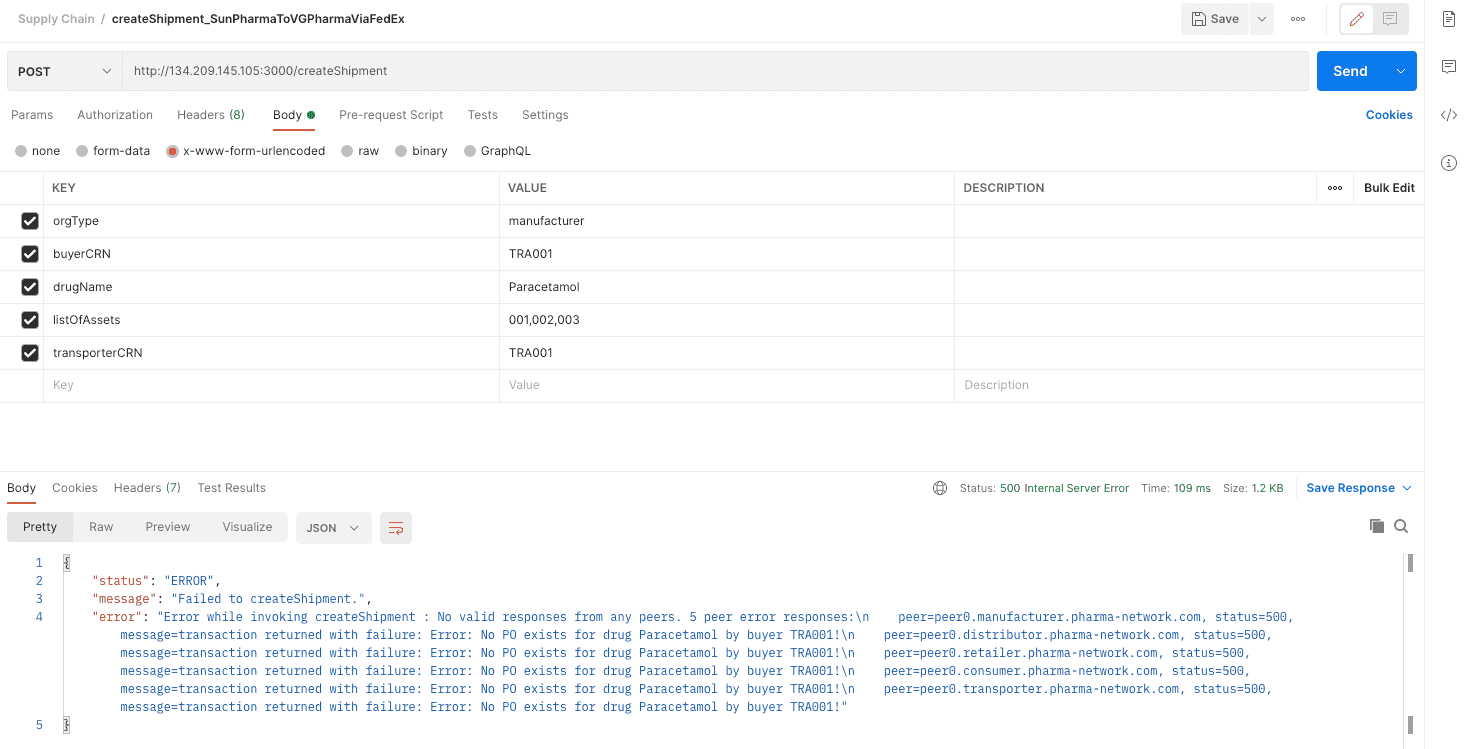 Supply Chain / createShipment_SunPharmaToVGPharmaViaFedEx
Save
POST http://134.209.145.105:3000/createShipment Send
Params Authorization Headers (8) Body Pre-request Script Tests Settings Cookies
none form-data x-www-form-urlencoded raw binary GraphQL
KEY VALUE DESCRIPTION Bulk Edit
orgType manufacturer
buyerCRN TRA001
drugName Paracetamol
listOfAssets 001,002,003
transporterCRN TRA001
Key Value Description
Body Cookies Headers (7) Test Results Status: 500 Internal Server Error Time: 109 ms Size: 1.2 KB Save Response
Pretty Raw Preview Visualize JSON
1 {
2 "status": "ERROR",
3 "message": "Failed to createShipment.",
4 "error": "Error while invoking createShipment : No valid responses from any peers. 5 peer error responses:\n    peer=peer0.manufacturer.pharma-network.com, status=500,
message=transaction returned with failure: Error: No PO exists for drug Paracetamol by buyer TRA001!\n    peer=peer0.distributor.pharma-network.com, status=500,
message=transaction returned with failure: Error: No PO exists for drug Paracetamol by buyer TRA001!\n    peer=peer0.retailer.pharma-network.com, status=500,
message=transaction returned with failure: Error: No PO exists for drug Paracetamol by buyer TRA001!\n    peer=peer0.consumer.pharma-network.com, status=500,
message=transaction returned with failure: Error: No PO exists for drug Paracetamol by buyer TRA001!\n    peer=peer0.transporter.pharma-network.com, status=500,
message=transaction returned with failure: Error: No PO exists for drug Paracetamol by buyer TRA001!"
5 }